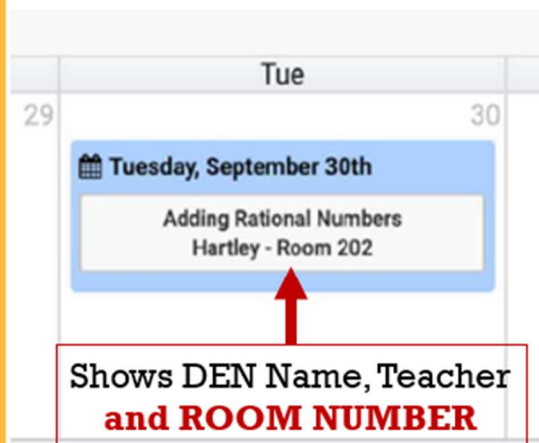 Tue
29
30
Tuesday, September 30th
Adding Rational Numbers
Hartley - Room 202
Shows DEN Name, Teacher
and ROOM NUMBER